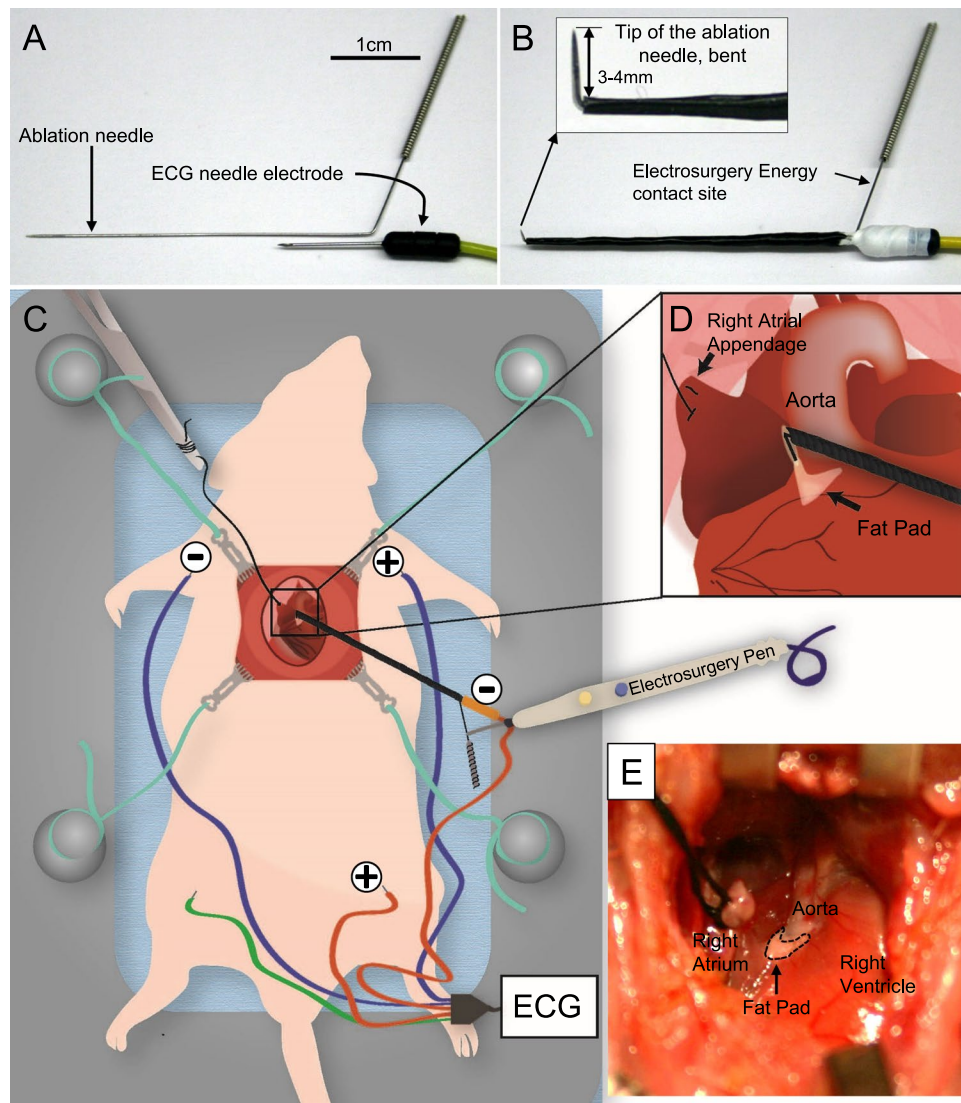 A
1cm
Ablation needle
ECG needle electrode
B
Tip of the ablation
needle, bent
3-4mm
Electrosurgery Energy
contact site
C
-
+
-
Electrosurgery Pen
+
ECG
D
Right Atrial
Appendage
Aorta
Fat Pad
E
Aorta
Right
Atrium
Right
Ventricle
Fat Pad